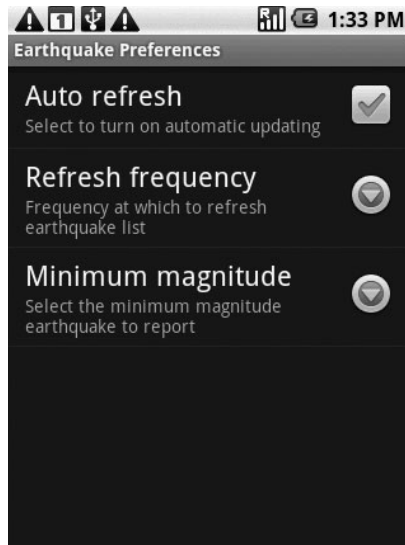 1 R 1:33 PM
Earthquake Preferences
Auto refresh
Select to turn on automatic updating
Refresh frequency
Frequency at which to refresh
earthquake list
Minimum magnitude
Select the minimum magnitude
earthquake to report